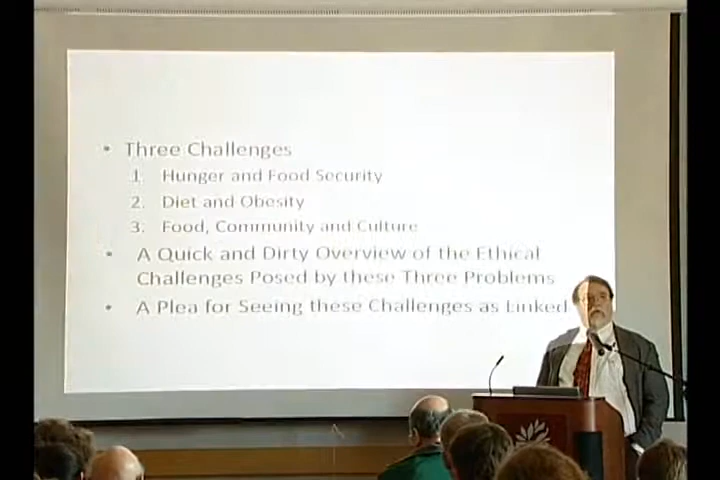 • Three Challenges
1. Hunger and Food Security
2. Diet and Obesity
3. Food, Community and Culture
• A Quick and Dirty Overview of the Ethical
Challenges Posed by these Three Problems
• A Plea for Seeing these Challenges as Linked